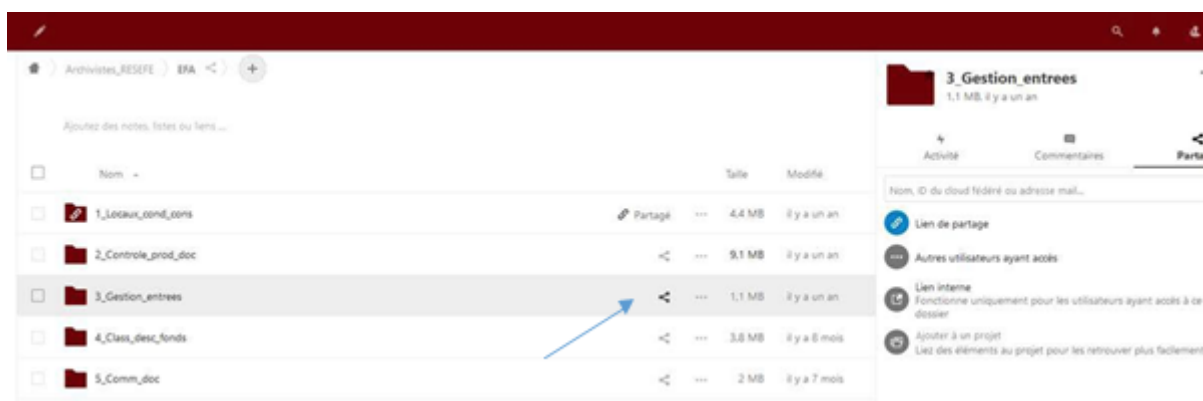 Archivistes_RESEFE EFA
Ajoutez des notes, listes ou liens ...
Nom Taille Modifié
1_Locaux_cond_cons Partagé 4,4 MB il y a un an
2_Controle_prod_doc 9,1 MB il y a un an
3_Gestion_entrees 1,1 MB il y a un an
4_Class_desc_fonds 3,8 MB il y a 8 mois
5_Comm_doc 2 MB il y a 7 mois
3_Gestion_entrees
1,1 MB, il y a un an
Activité Commentaires Parta
Nom, ID du cloud fédéré ou adresse mail...
Lien de partage
Autres utilisateurs ayant accès
Lien interne
Fonctionne uniquement pour les utilisateurs ayant accès à ce
dossier
Ajouter à un projet
Liez des éléments au projet pour les retrouver plus facilement